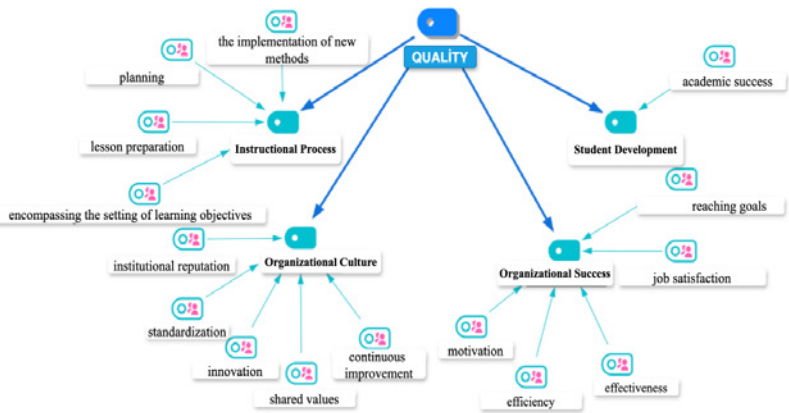 the implementation of new
methods
QUALİTY
planning
academic success
lesson preparation
Instructional Process
Student Development
encompassing the setting of learning objectives
reaching goals
institutional reputation
Organizational Culture
Organizational Success
job satisfaction
standardization
innovation
continuous
improvement
motivation
shared values
efficiency
effectiveness